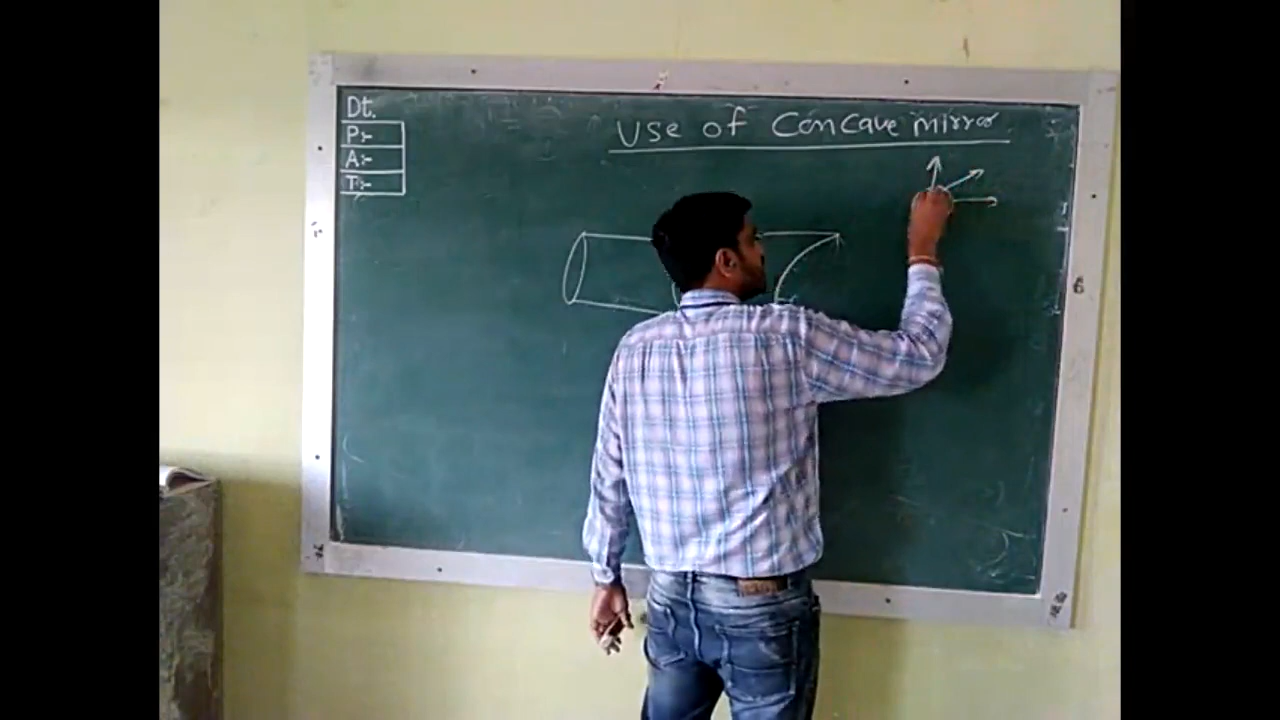 Dt.
P:-
A:-
T:-
Use of Concave mirror